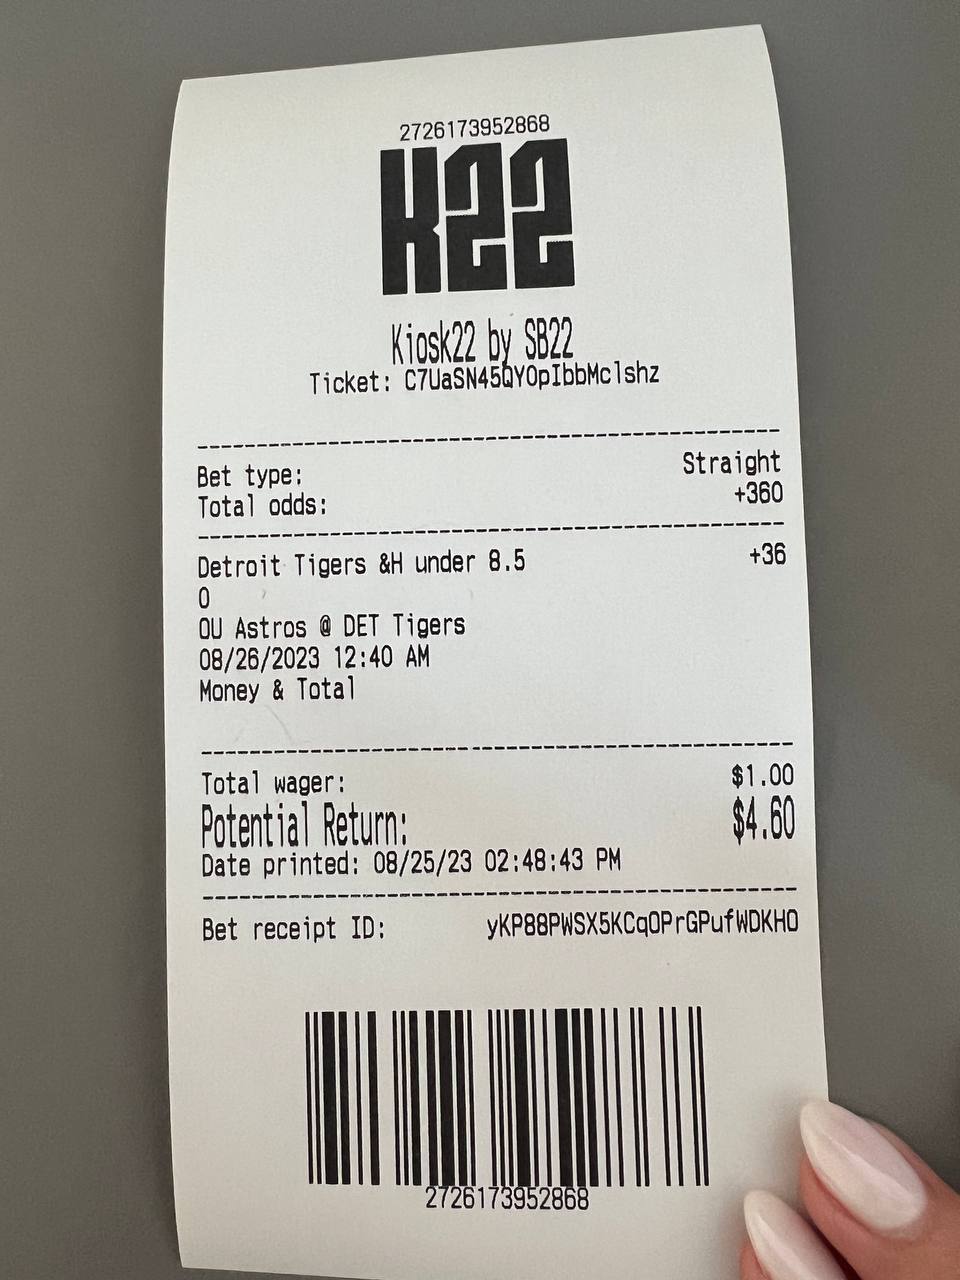 2726173952868
K22
Kiosk22 by SB22
Ticket: C7UaSN45QYOpIbbMclshz
Bet type: Straight
Total odds: +360
Detroit Tigers &H under 8.5 +36
0
OU Astros @ DET Tigers
08/26/2023 12:40 AM
Money & Total
Total wager: $1.00
Potential Return: $4.60
Date printed: 08/25/23 02:48:43 PM
Bet receipt ID: yKP88PWSX5KCqOPrGPufWDKHO
2726173952868